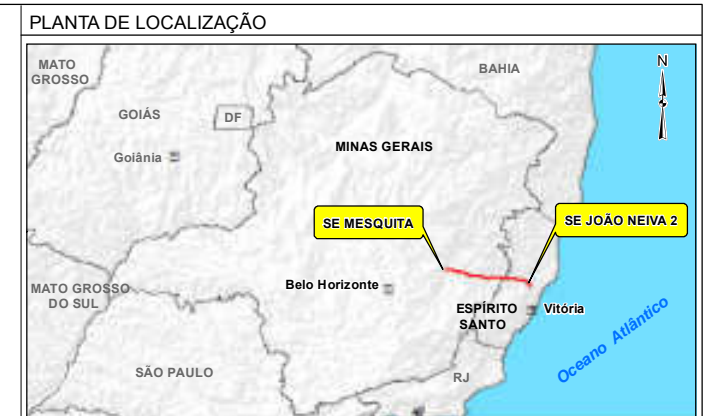 PLANTA DE LOCALIZAÇÃO
MATO
GROSSO
BAHIA
N
GOIÁS
DF
Goiânia
MINAS GERAIS
SE MESQUITA
SE JOÃO NEIVA 2
MATO GROSSO
DO SUL
Belo Horizonte
ESPÍRITO
SANTO
Vitória
Oceano Atlântico
SÃO PAULO
RJ